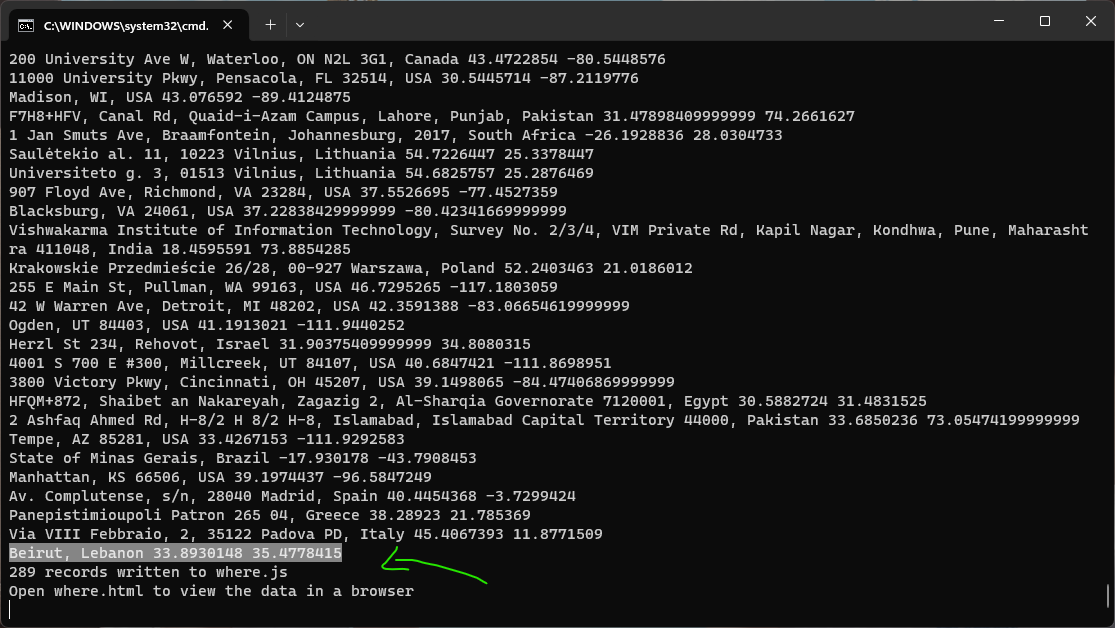 C:\WINDOWS\system32\cmd.
200 University Ave W, Waterloo, ON N2L 3G1, Canada 43.4722854 -80.5448576
11000 University Pkwy, Pensacola, FL 32514, USA 30.5445714 -87.2119776
Madison, WI, USA 43.076592 -89.4124875
F7H8+HFV, Canal Rd, Quaid-i-Azam Campus, Lahore, Punjab, Pakistan 31.47898409999999 74.2661627
1 Jan Smuts Ave, Braamfontein, Johannesburg, 2017, South Africa -26.1928836 28.0304733
Saulėtekio al. 11, 10223 Vilnius, Lithuania 54.7226447 25.3378447
Universiteto g. 3, 01513 Vilnius, Lithuania 54.6825757 25.2876469
907 Floyd Ave, Richmond, VA 23284, USA 37.5526695 -77.4527359
Blacksburg, VA 24061, USA 37.22838429999999 -80.42341669999999
Vishwakarma Institute of Information Technology, Survey No. 2/3/4, VIM Private Rd, Kapil Nagar, Kondhwa, Pune, Maharasht
ra 411048, India 18.4595591 73.8854285
Krakowskie Przedmieście 26/28, 00-927 Warszawa, Poland 52.2403463 21.0186012
255 E Main St, Pullman, WA 99163, USA 46.7295265 -117.1803059
42 W Warren Ave, Detroit, MI 48202, USA 42.3591388 -83.06654619999999
Ogden, UT 84403, USA 41.1913021 -111.9440252
Herzl St 234, Rehovot, Israel 31.90375409999999 34.8080315
4001 S 700 E #300, Millcreek, UT 84107, USA 40.6847421 -111.8698951
3800 Victory Pkwy, Cincinnati, OH 45207, USA 39.1498065 -84.47406869999999
HFQM+872, Shaibet an Nakareyah, Zagazig 2, Al-Sharqia Governorate 7120001, Egypt 30.5882724 31.4831525
2 Ashfaq Ahmed Rd, H-8/2 H 8/2 H-8, Islamabad, Islamabad Capital Territory 44000, Pakistan 33.6850236 73.05474199999999
Tempe, AZ 85281, USA 33.4267153 -111.9292583
State of Minas Gerais, Brazil -17.930178 -43.7908453
Manhattan, KS 66506, USA 39.1974437 -96.5847249
Av. Complutense, s/n, 28040 Madrid, Spain 40.4454368 -3.7299424
Panepistimioupoli Patron 265 04, Greece 38.28923 21.785369
Via VIII Febbraio, 2, 35122 Padova PD, Italy 45.4067393 11.8771509
Beirut, Lebanon 33.8930148 35.4778415
289 records written to where.js
Open where.html to view the data in a browser